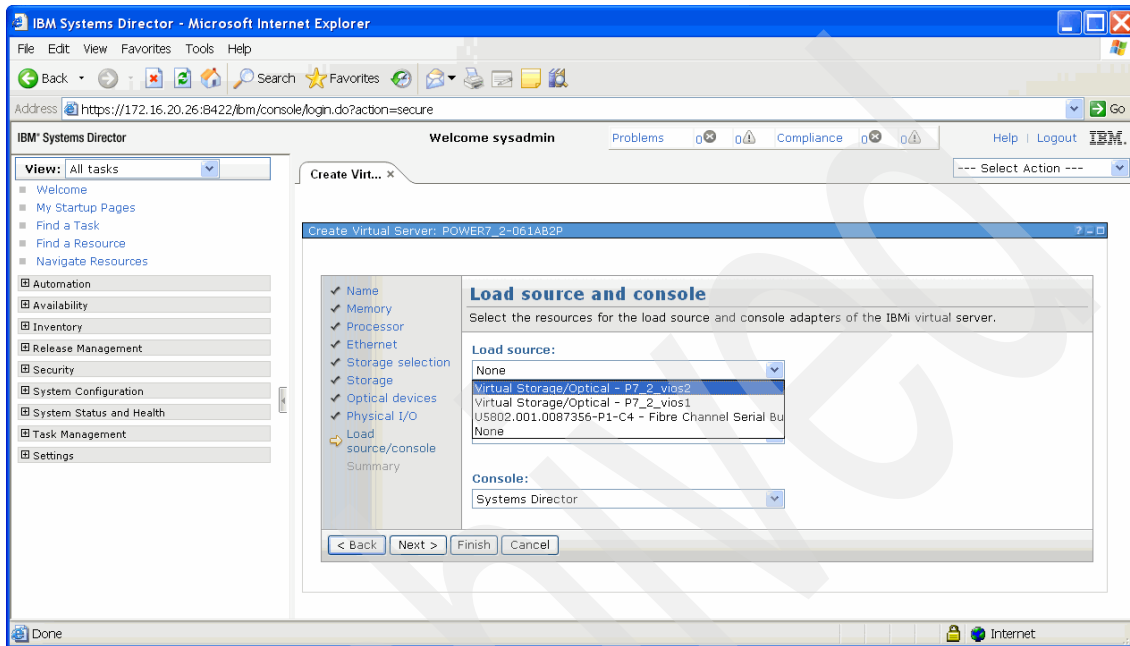 IBM Systems Director - Microsoft Internet Explorer
File Edit View Favorites Tools Help
Back Search Favorites
Address https://172.16.20.26:8422/ibm/console/login.do?action=secure Go
IBM® Systems Director Welcome sysadmin Problems 0 0 Compliance 0 0 Help | Logout IBM.
View: All tasks
Create Virt... ×
--- Select Action ---
Welcome
My Startup Pages
Find a Task
Find a Resource
Navigate Resources
Automation
Availability
Inventory
Release Management
Security
System Configuration
System Status and Health
Task Management
Settings
Create Virtual Server: POWER7_2-061AB2P
Name
Memory
Processor
Ethernet
Storage selection
Storage
Optical devices
Physical I/O
Load
source/console
Summary
Load source and console
Select the resources for the load source and console adapters of the IBMi virtual server.
Load source:
None
Virtual Storage/Optical - P7_2_vios2
Virtual Storage/Optical - P7_2_vios1
U5802.001.0087356-P1-C4 - Fibre Channel Serial Bu
None
Console:
Systems Director
< Back Next > Finish Cancel
Done Internet